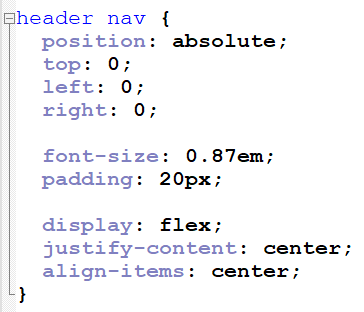 header nav {
position: absolute;
top: 0;
left: 0;
right: 0;
font-size: 0.87em;
padding: 20px;
display: flex;
justify-content: center;
align-items: center;
}